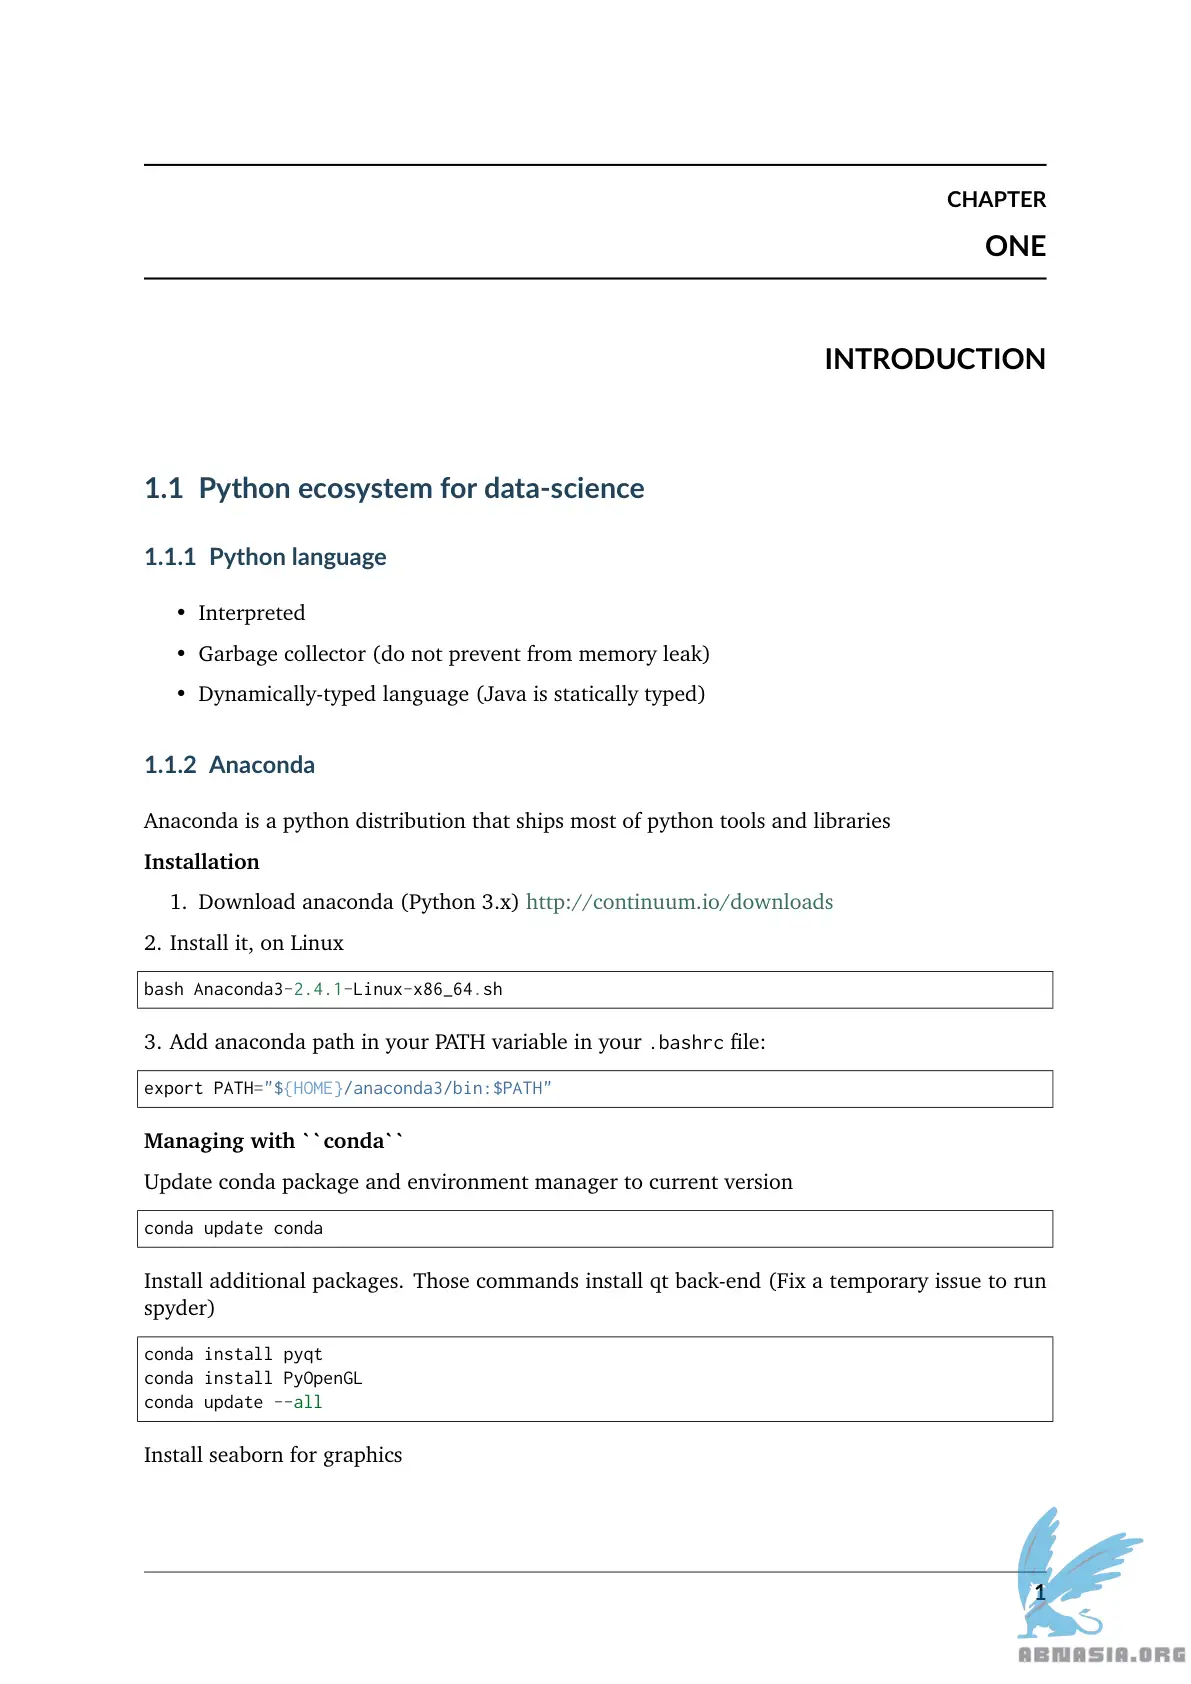 CHAPTER
ONE
INTRODUCTION
1.1 Python ecosystem for data-science
1.1.1 Python language
• Interpreted
• Garbage collector (do not prevent from memory leak)
• Dynamically-typed language (Java is statically typed)
1.1.2 Anaconda
Anaconda is a python distribution that ships most of python tools and libraries
Installation
1. Download anaconda (Python 3.x) http://continuum.io/downloads
2. Install it, on Linux
bash Anaconda3-2.4.1-Linux-x86_64.sh
3. Add anaconda path in your PATH variable in your .bashrc file:
export PATH="${HOME}/anaconda3/bin:$PATH"
Managing with ``conda``
Update conda package and environment manager to current version
conda update conda
Install additional packages. Those commands install qt back-end (Fix a temporary issue to run
spyder)
conda install pyqt
conda install PyOpenGL
conda update --all
Install seaborn for graphics
1
ABNASIA.ORG